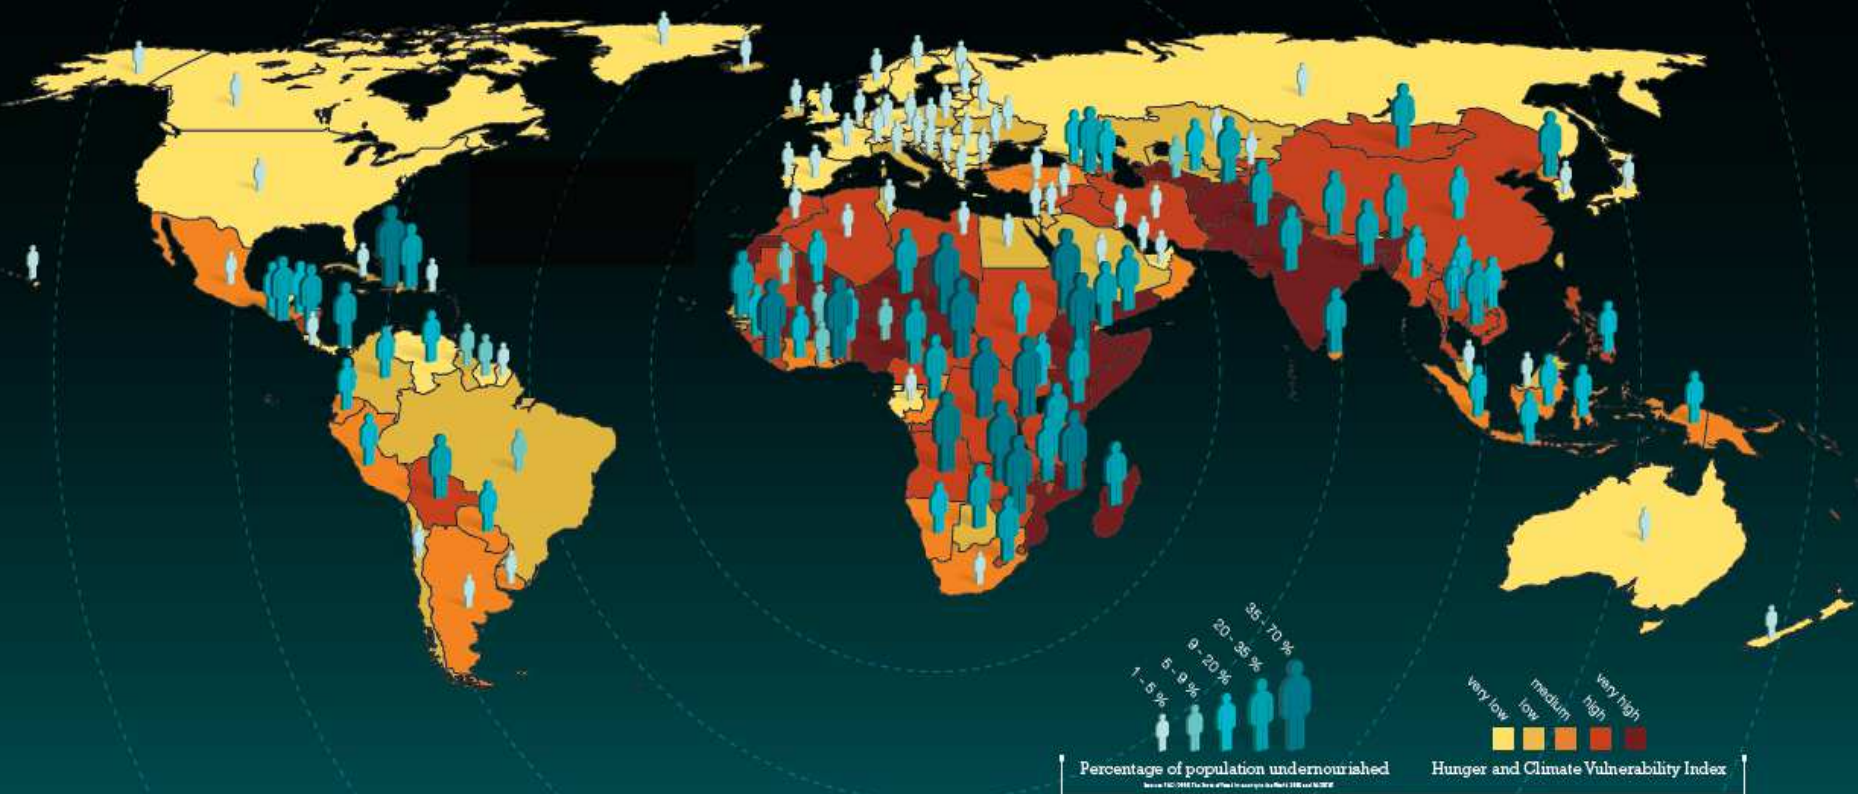 1 - 5 %
5 - 9 %
9 - 20 %
20 - 35 %
35 - 70 %
Percentage of population undernourished
very low
low
medium
high
very high
Hunger and Climate Vulnerability Index